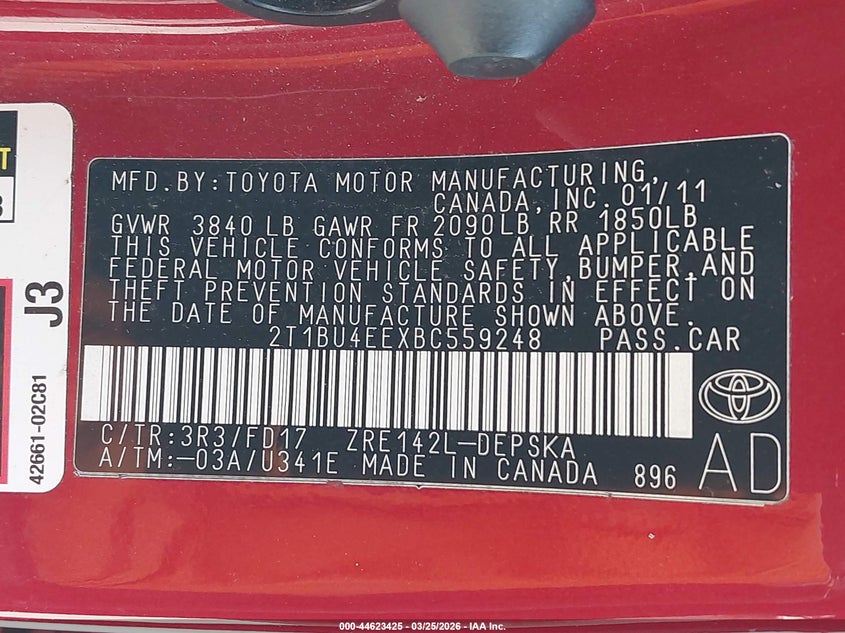 MFD.BY:TOYOTA MOTOR MANUFACTURING,
CANADA,INC.01/11
GVWR 3840LB GAWR FR 2090LB RR 1850LB
THIS VEHICLE CONFORMS TO ALL APPLICABLE
FEDERAL MOTOR VEHICLE SAFETY,BUMPER,AND
THEFT PREVENTION STANDARDS IN EFFECT ON
THE DATE OF MANUFACTURE SHOWN ABOVE.
2T1BU4EEXBC559248 PASS.CAR
C/TR:3R3/FD17 ZRE142L-DEPSKA
A/TM:-03A/U341E MADE IN CANADA 896
AD
J3
42661-02C81
000-44623425 - 03/25/2026 - IAA Inc.